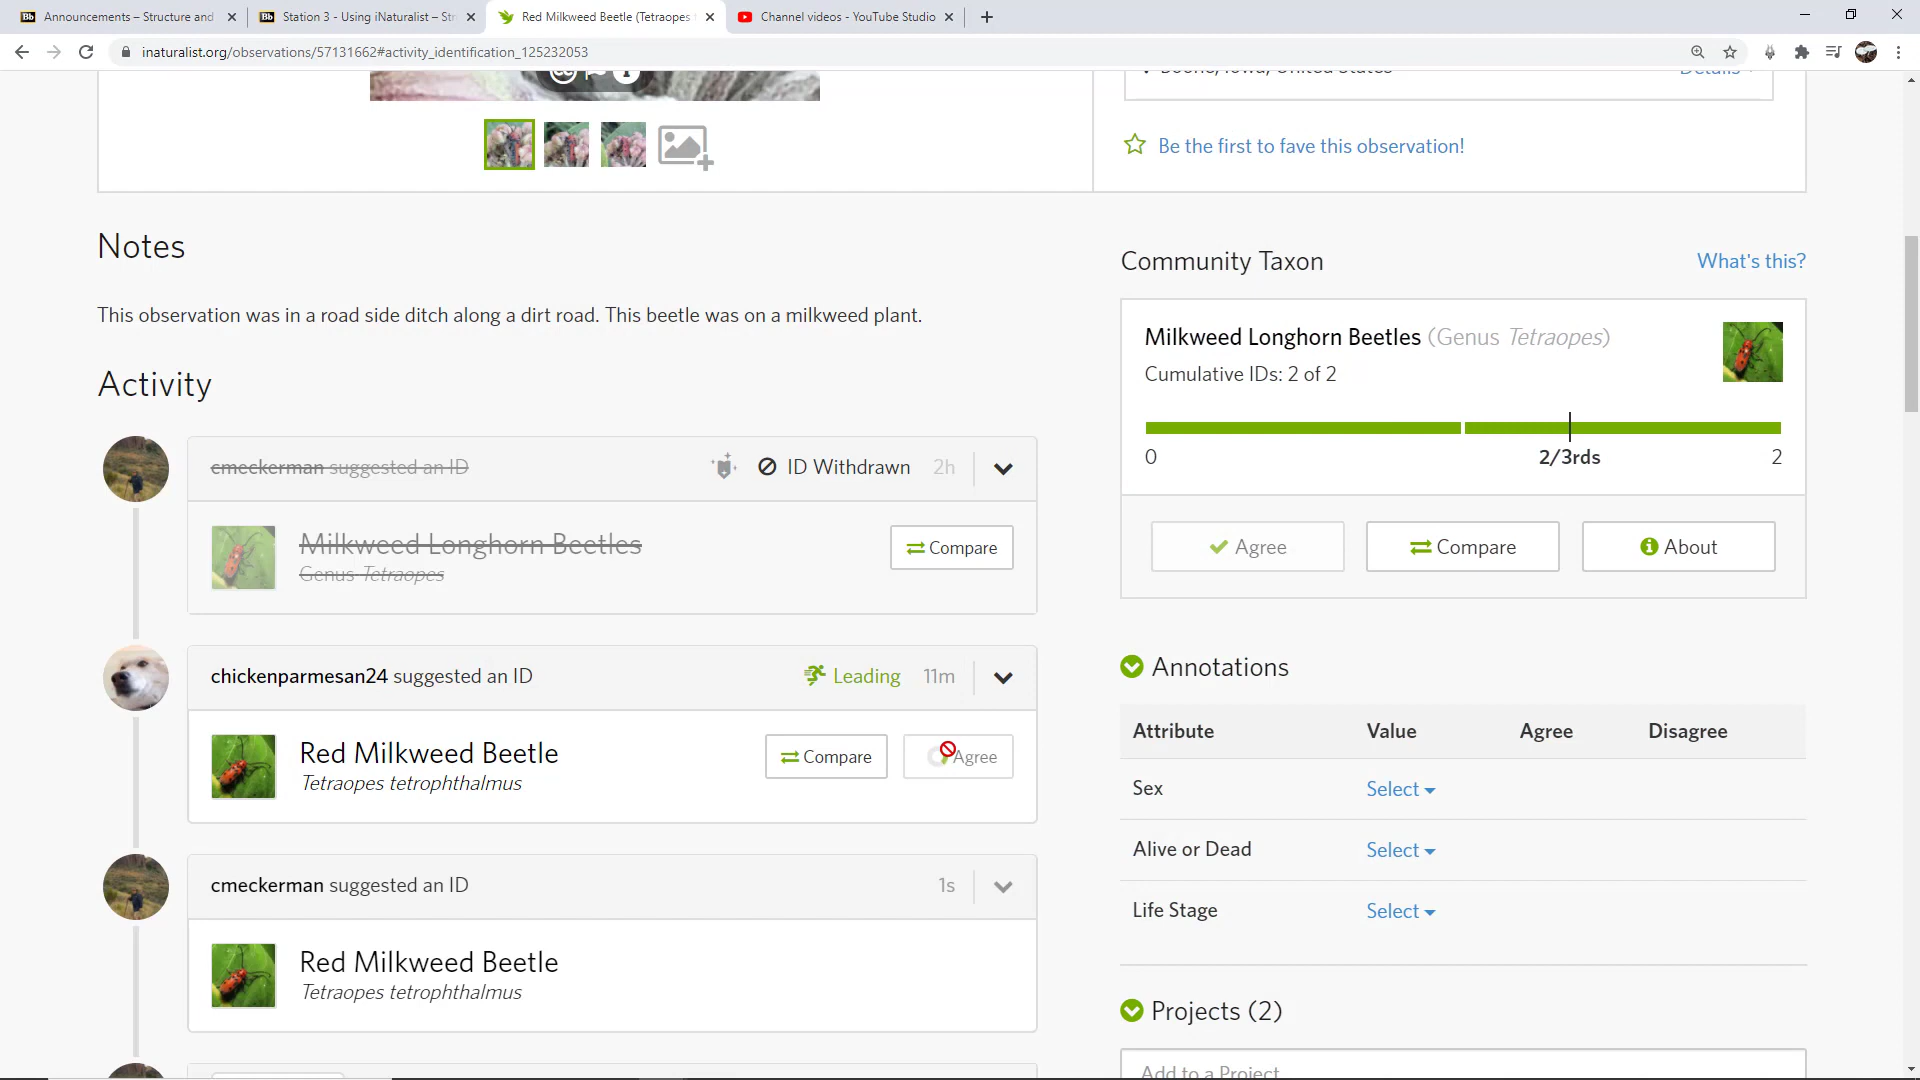 Announcements – Structure and
Station 3 - Using iNaturalist – Str
Red Milkweed Beetle (Tetraopes
Channel videos - YouTube Studio
inaturalist.org/observations/57131662#activity_identification_125232053
Boone, Iowa, United States
Details
Be the first to fave this observation!
Notes
This observation was in a road side ditch along a dirt road. This beetle was on a milkweed plant.
Activity
cmeckerman suggested an ID
ID Withdrawn 2h
Milkweed Longhorn Beetles
Genus Tetraopes
Compare
chickenparmesan24 suggested an ID
Leading 11m
Red Milkweed Beetle
Tetraopes tetrophthalmus
Compare
Agree
cmeckerman suggested an ID
1s
Red Milkweed Beetle
Tetraopes tetrophthalmus
Community Taxon
What's this?
Milkweed Longhorn Beetles (Genus Tetraopes)
Cumulative IDs: 2 of 2
0 2/3rds 2
Agree Compare About
Annotations
Attribute Value Agree Disagree
Sex Select
Alive or Dead Select
Life Stage Select
Projects (2)
Add to a Project